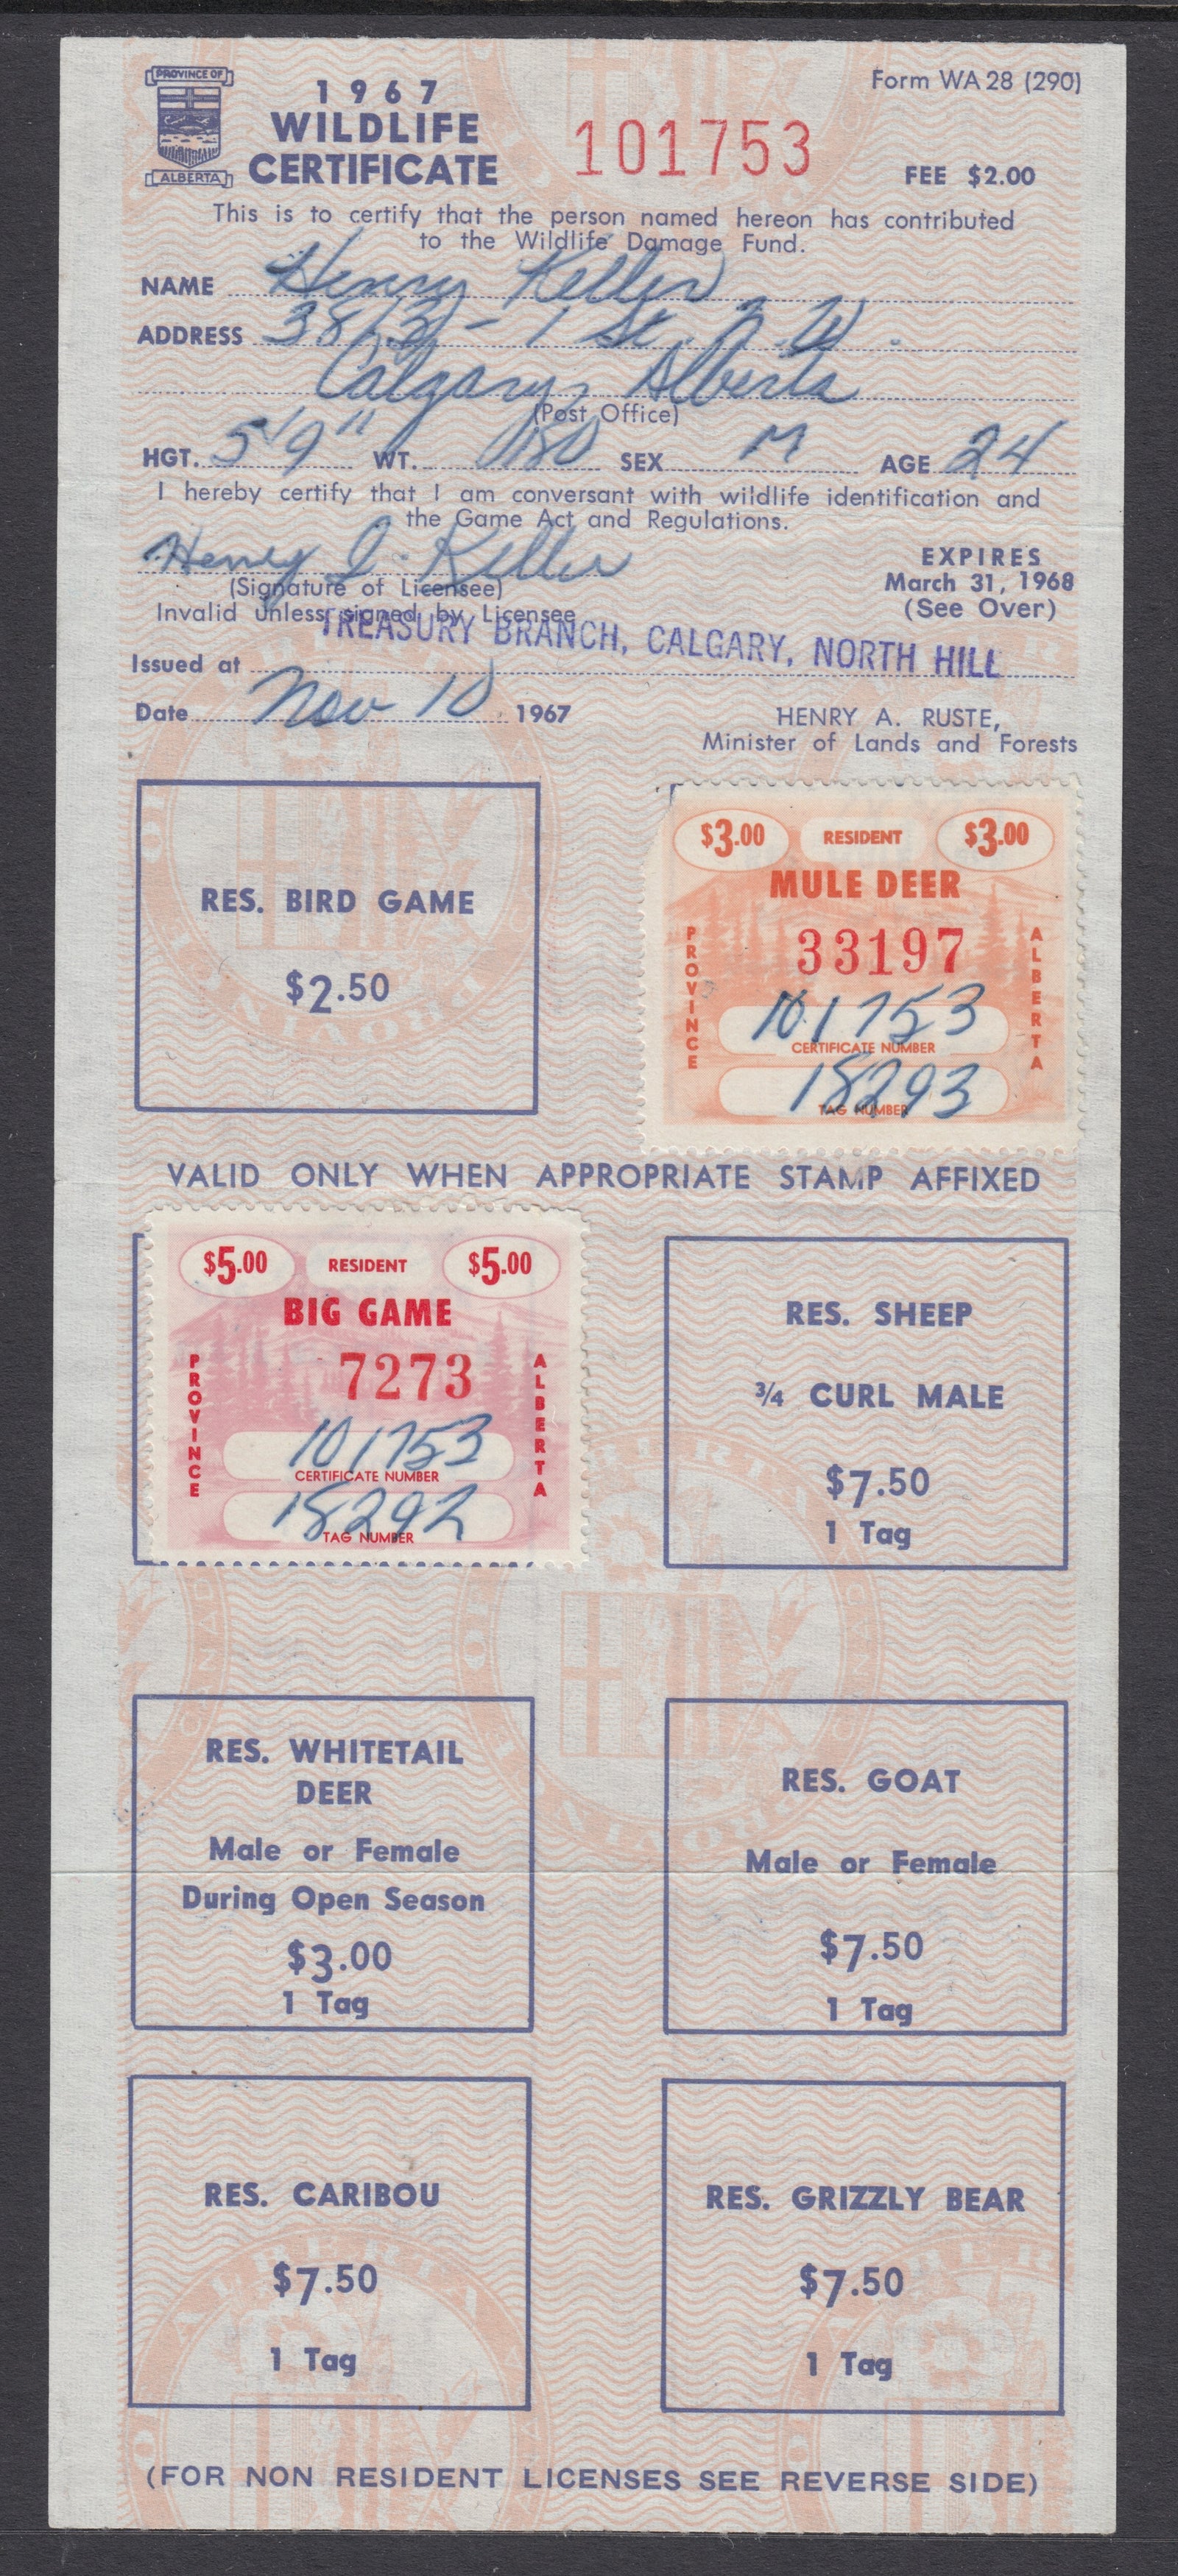 PROVINCE OF
ALBERTA
1967
WILDLIFE
CERTIFICATE
101753
Form WA 28 (290)
FEE $2.00
This is to certify that the person named hereon has contributed
to the Wildlife Damage Fund.
NAME Henry Keller
ADDRESS 3813 - 1 St. N.W.
Calgary, Alberta
(Post Office)
HGT. 5'9" WT. 180 SEX M AGE 24
I hereby certify that I am conversant with wildlife identification and
the Game Act and Regulations.
Henry J. Keller
(Signature of Licensee)
Invalid unless signed by Licensee
EXPIRES
March 31, 1968
(See Over)
Issued at TREASURY BRANCH, CALGARY, NORTH HILL
Date Nov 10 1967
HENRY A. RUSTE,
Minister of Lands and Forests
RES. BIRD GAME
$2.50
$3.00 RESIDENT $3.00
MULE DEER
33197
PROVINCE
ALBERTA
101753
CERTIFICATE NUMBER
18293
TAG NUMBER
VALID ONLY WHEN APPROPRIATE STAMP AFFIXED
$5.00 RESIDENT $5.00
BIG GAME
7273
PROVINCE
ALBERTA
101753
CERTIFICATE NUMBER
18292
TAG NUMBER
RES. SHEEP
3/4 CURL MALE
$7.50
1 Tag
RES. WHITETAIL
DEER
Male or Female
During Open Season
$3.00
1 Tag
RES. GOAT
Male or Female
$7.50
1 Tag
RES. CARIBOU
$7.50
1 Tag
RES. GRIZZLY BEAR
$7.50
1 Tag
(FOR NON RESIDENT LICENSES SEE REVERSE SIDE)